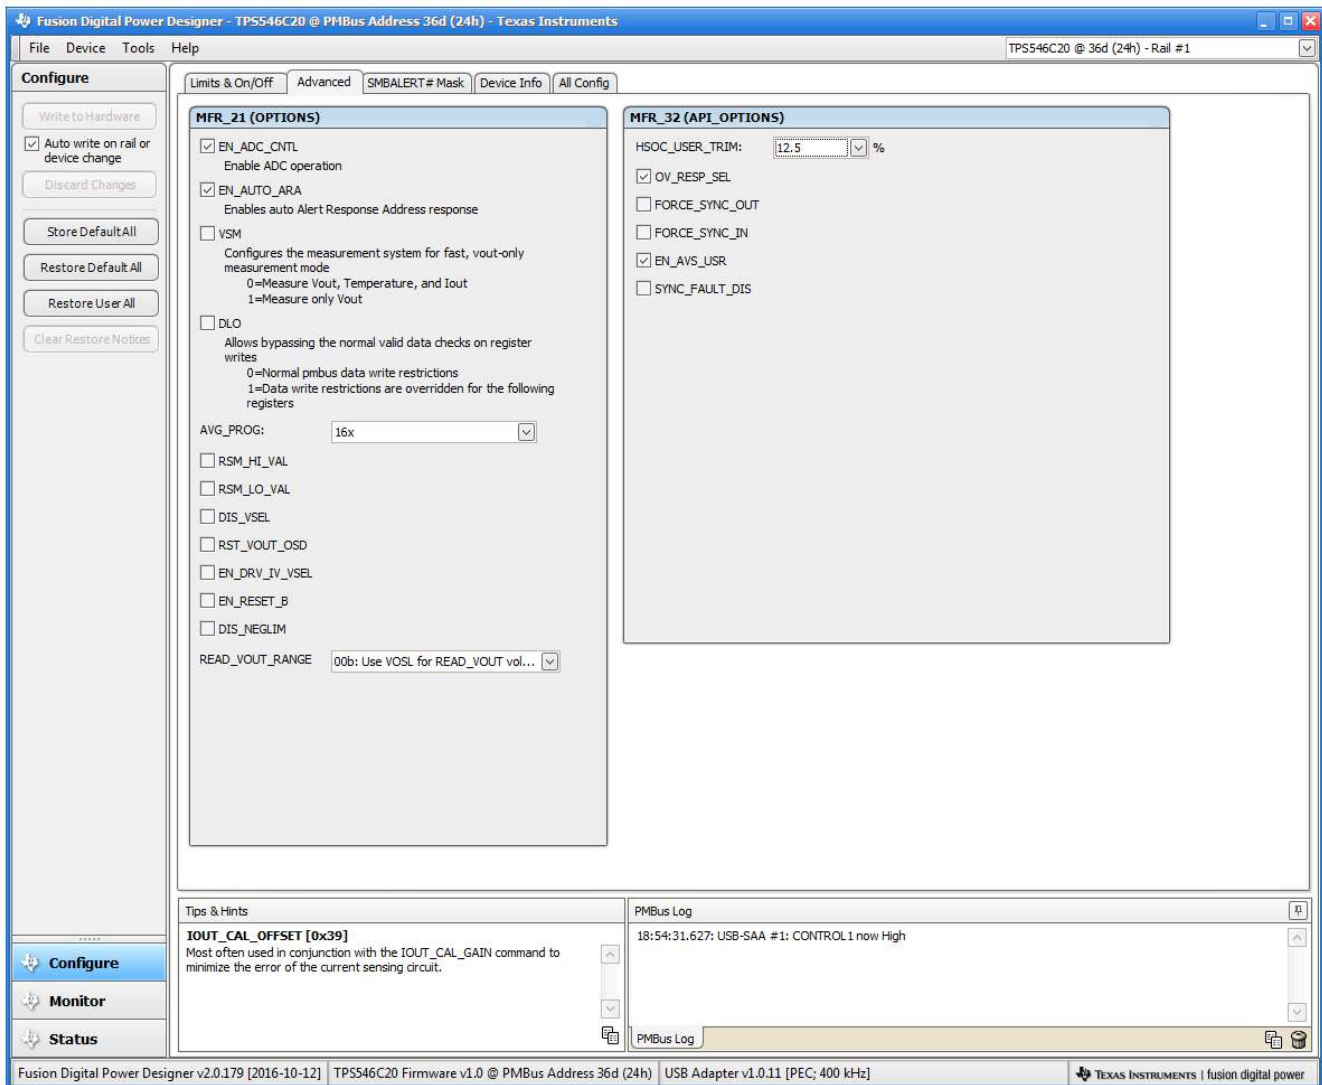 Fusion Digital Power Designer - TPS546C20 @ PMBus Address 36d (24h) - Texas Instruments
File Device Tools Help
TPS546C20 @ 36d (24h) - Rail #1
Configure
Write to Hardware
Auto write on rail or
device change
Discard Changes
Store Default All
Restore Default All
Restore User All
Clear Restore Notices
Limits & On/Off Advanced SMBALERT# Mask Device Info All Config
MFR_21 (OPTIONS)
EN_ADC_CNTL
Enable ADC operation
EN_AUTO_ARA
Enables auto Alert Response Address response
VSM
Configures the measurement system for fast, vout-only
measurement mode
0=Measure Vout, Temperature, and Iout
1=Measure only Vout
DLO
Allows bypassing the normal valid data checks on register
writes
0=Normal pmbus data write restrictions
1=Data write restrictions are overridden for the following
registers
AVG_PROG: 16x
RSM_HI_VAL
RSM_LO_VAL
DIS_VSEL
RST_VOUT_OSD
EN_DRV_IV_VSEL
EN_RESET_B
DIS_NEGLIM
READ_VOUT_RANGE 00b: Use VOSL for READ_VOUT vol...
MFR_32 (API_OPTIONS)
HSOC_USER_TRIM: 12.5 %
OV_RESP_SEL
FORCE_SYNC_OUT
FORCE_SYNC_IN
EN_AVS_USR
SYNC_FAULT_DIS
Tips & Hints
IOUT_CAL_OFFSET [0x39]
Most often used in conjunction with the IOUT_CAL_GAIN command to
minimize the error of the current sensing circuit.
PMBus Log
18:54:31.627: USB-SAA #1: CONTROL1 now High
PMBus Log
Configure
Monitor
Status
Fusion Digital Power Designer v2.0.179 [2016-10-12] TPS546C20 Firmware v1.0 @ PMBus Address 36d (24h) USB Adapter v1.0.11 [PEC; 400 kHz] TEXAS INSTRUMENTS | fusion digital power